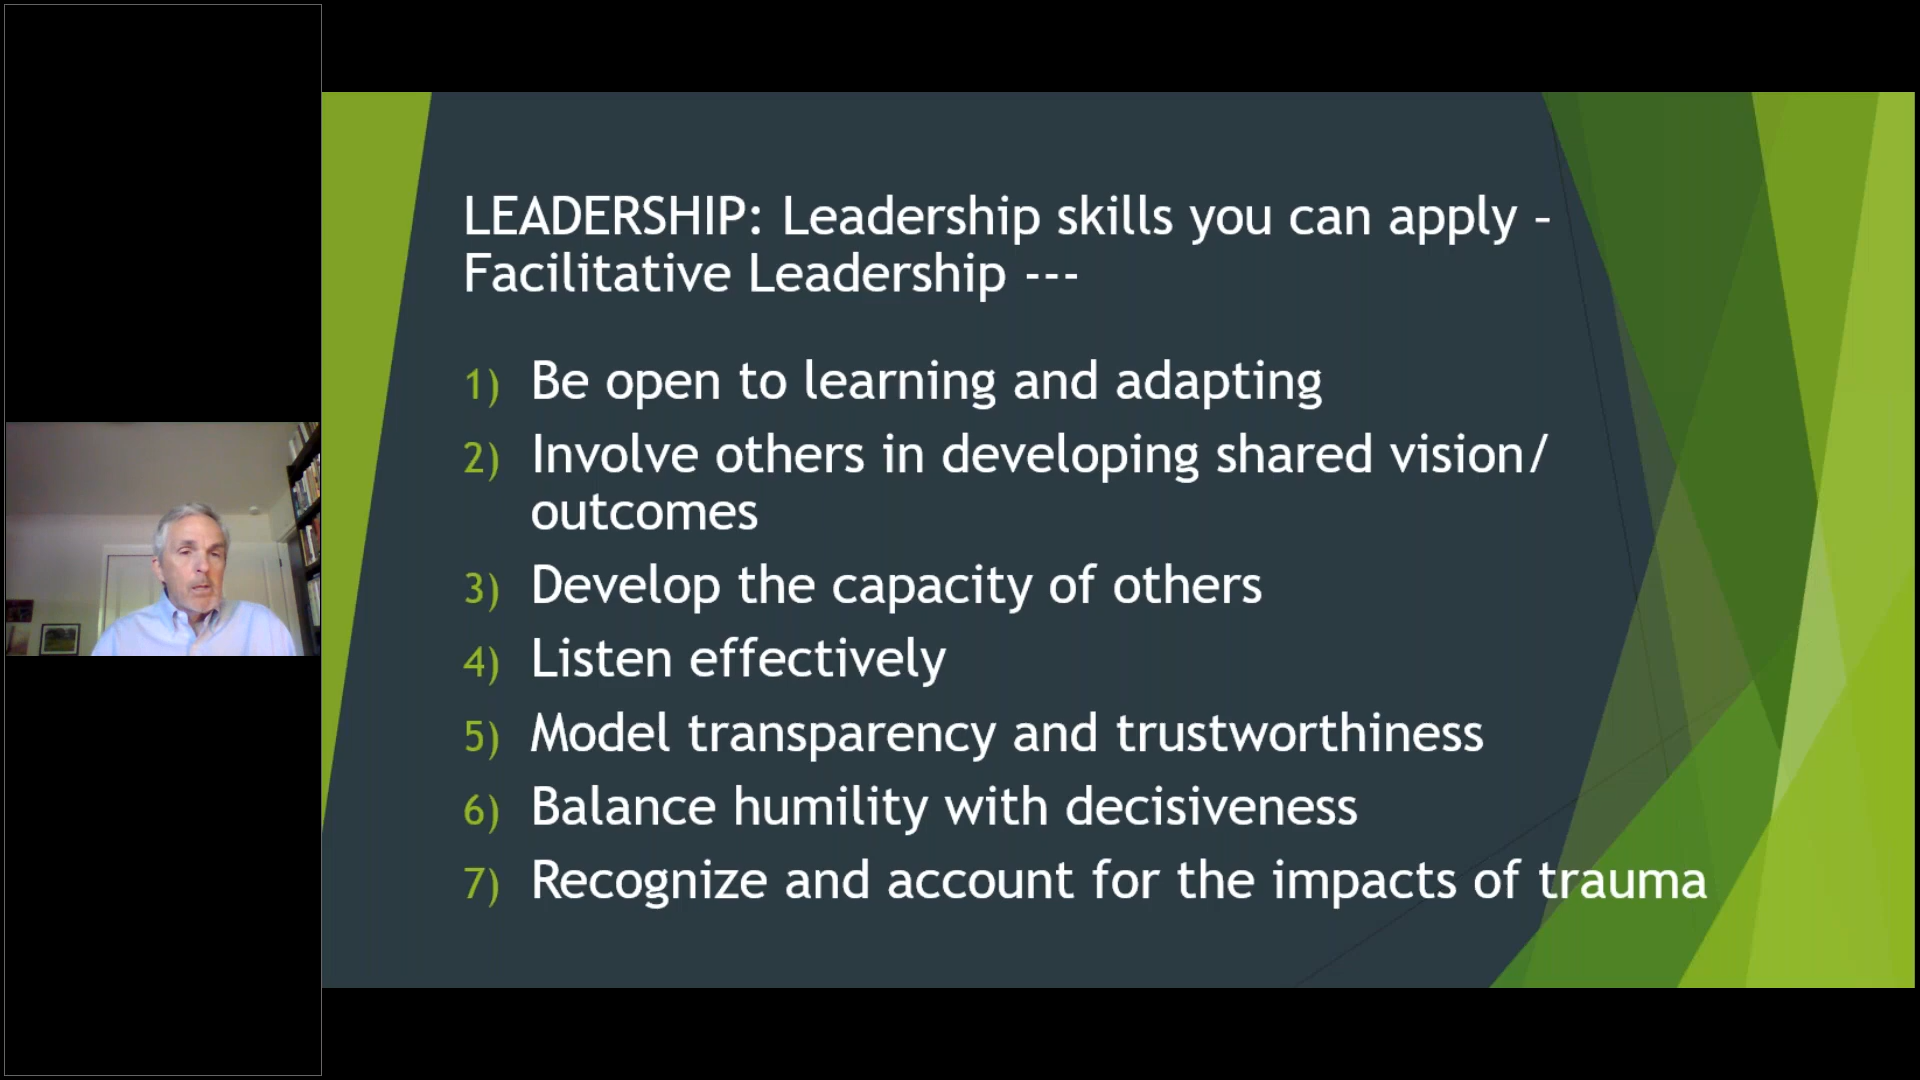 LEADERSHIP: Leadership skills you can apply –
Facilitative Leadership ---
1) Be open to learning and adapting
2) Involve others in developing shared vision/
outcomes
3) Develop the capacity of others
4) Listen effectively
5) Model transparency and trustworthiness
6) Balance humility with decisiveness
7) Recognize and account for the impacts of trauma